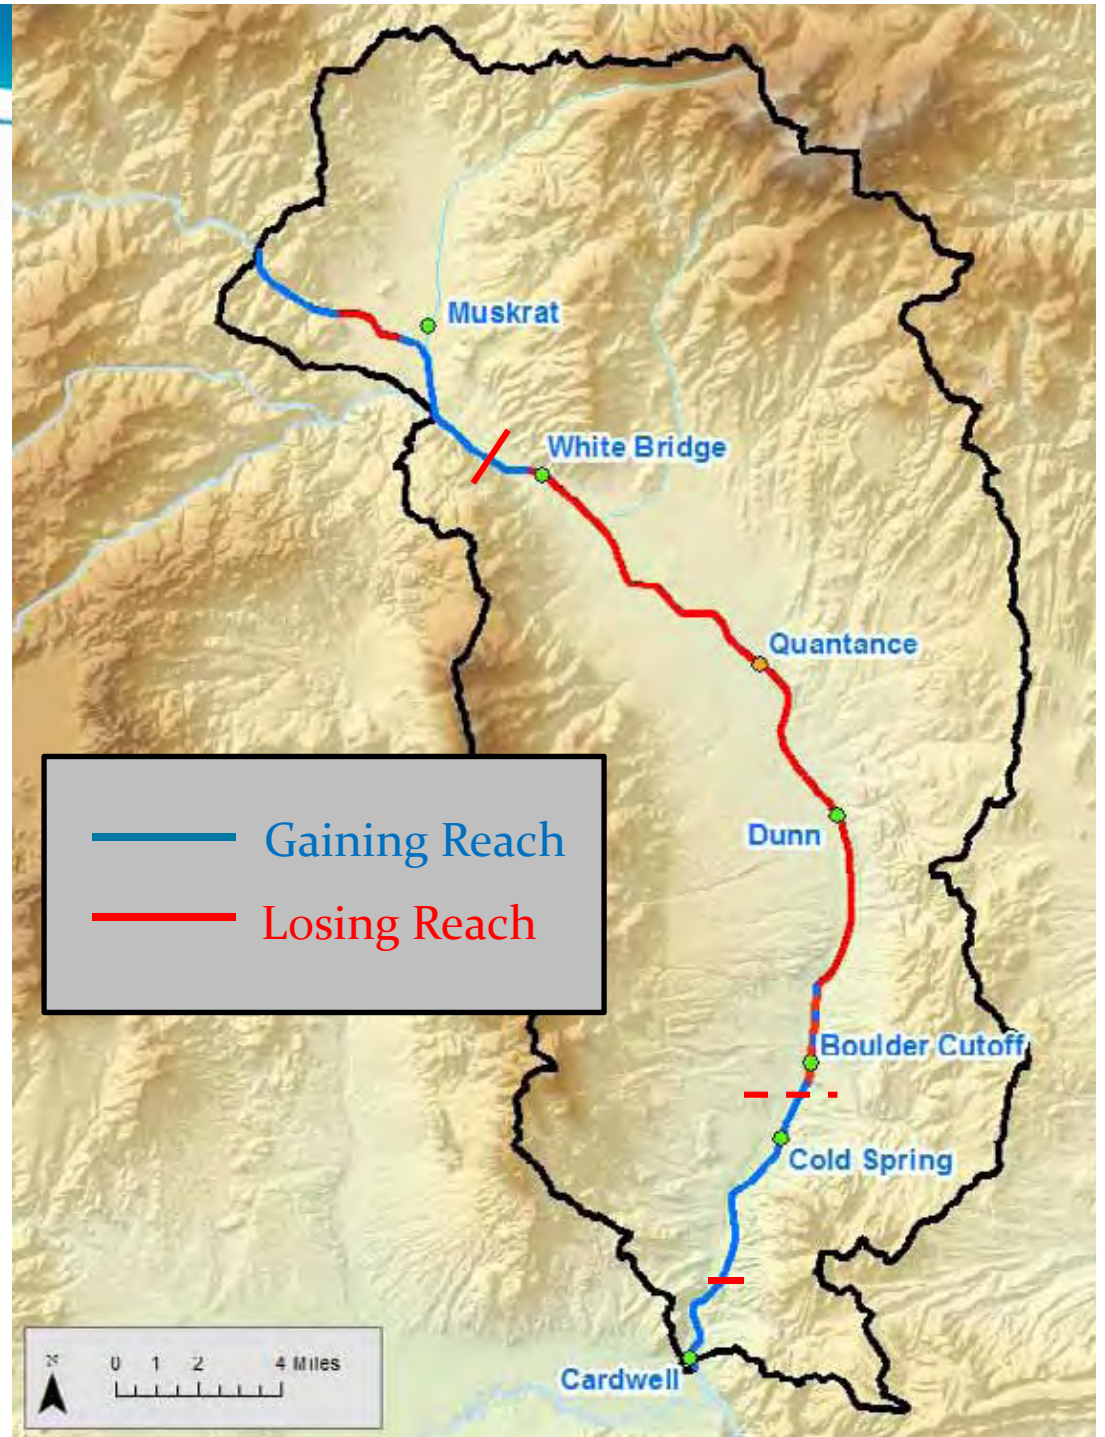 Muskrat
White Bridge
Quantance
Dunn
Gaining Reach
Losing Reach
Boulder Cutoff
Cold Spring
Cardwell
N
0 1 2 4 Miles